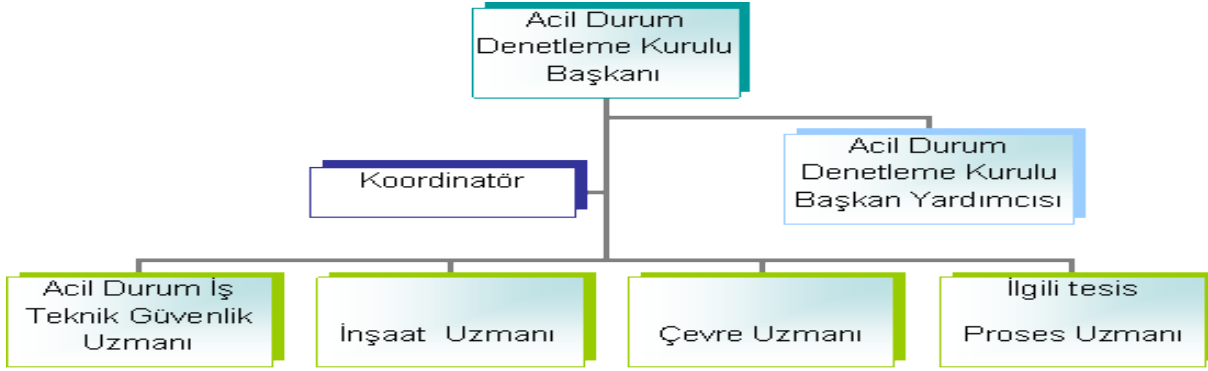 Acil Durum
Denetleme Kurulu
Başkanı
Acil Durum
Denetleme Kurulu
Başkan Yardımcısı
Koordinatör
Acil Durum İş
Teknik Güvenlik
Uzmanı
İnşaat Uzmanı
Çevre Uzmanı
İlgili tesis
Proses Uzmanı